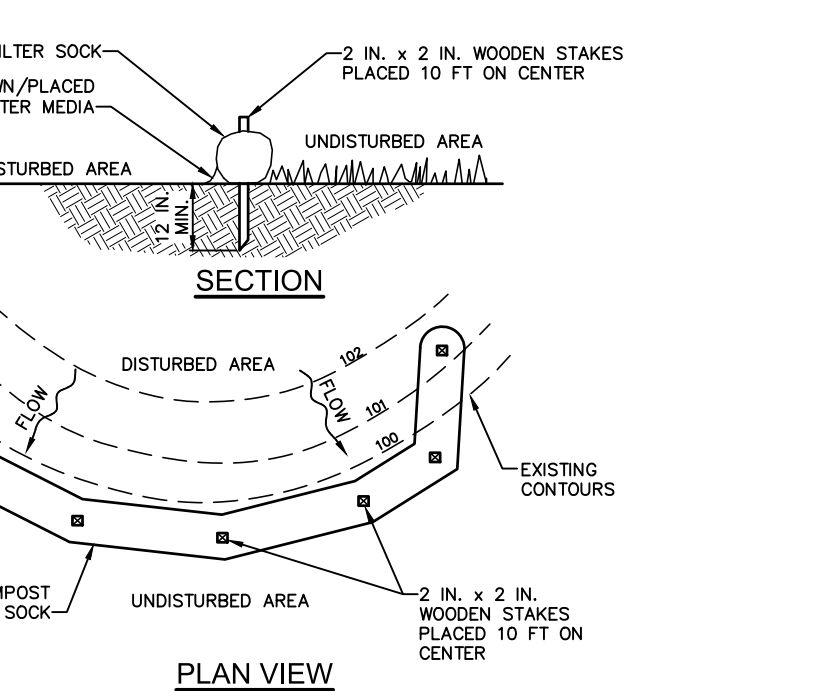 ILTER SOCK
2 IN. x 2 IN. WOODEN STAKES
PLACED 10 FT ON CENTER
WN/PLACED
TER MEDIA
UNDISTURBED AREA
STURBED AREA
12 IN.
MIN.
SECTION
DISTURBED AREA
102
101
100
FLOW
FLOW
EXISTING
CONTOURS
MPOST
SOCK
UNDISTURBED AREA
2 IN. x 2 IN.
WOODEN STAKES
PLACED 10 FT ON
CENTER
PLAN VIEW